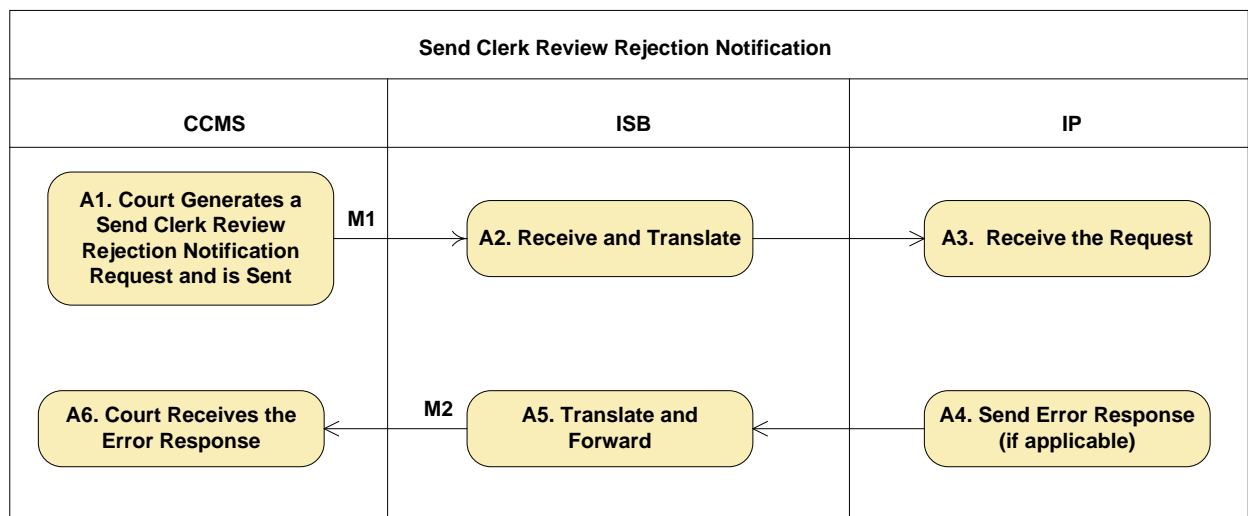 Send Clerk Review Rejection Notification
CCMS
ISB
IP
A1. Court Generates a
Send Clerk Review
Rejection Notification
Request and is Sent
M1
A2. Receive and Translate
A3.  Receive the Request
A6. Court Receives the
Error Response
M2
A5. Translate and
Forward
A4. Send Error Response
(if applicable)